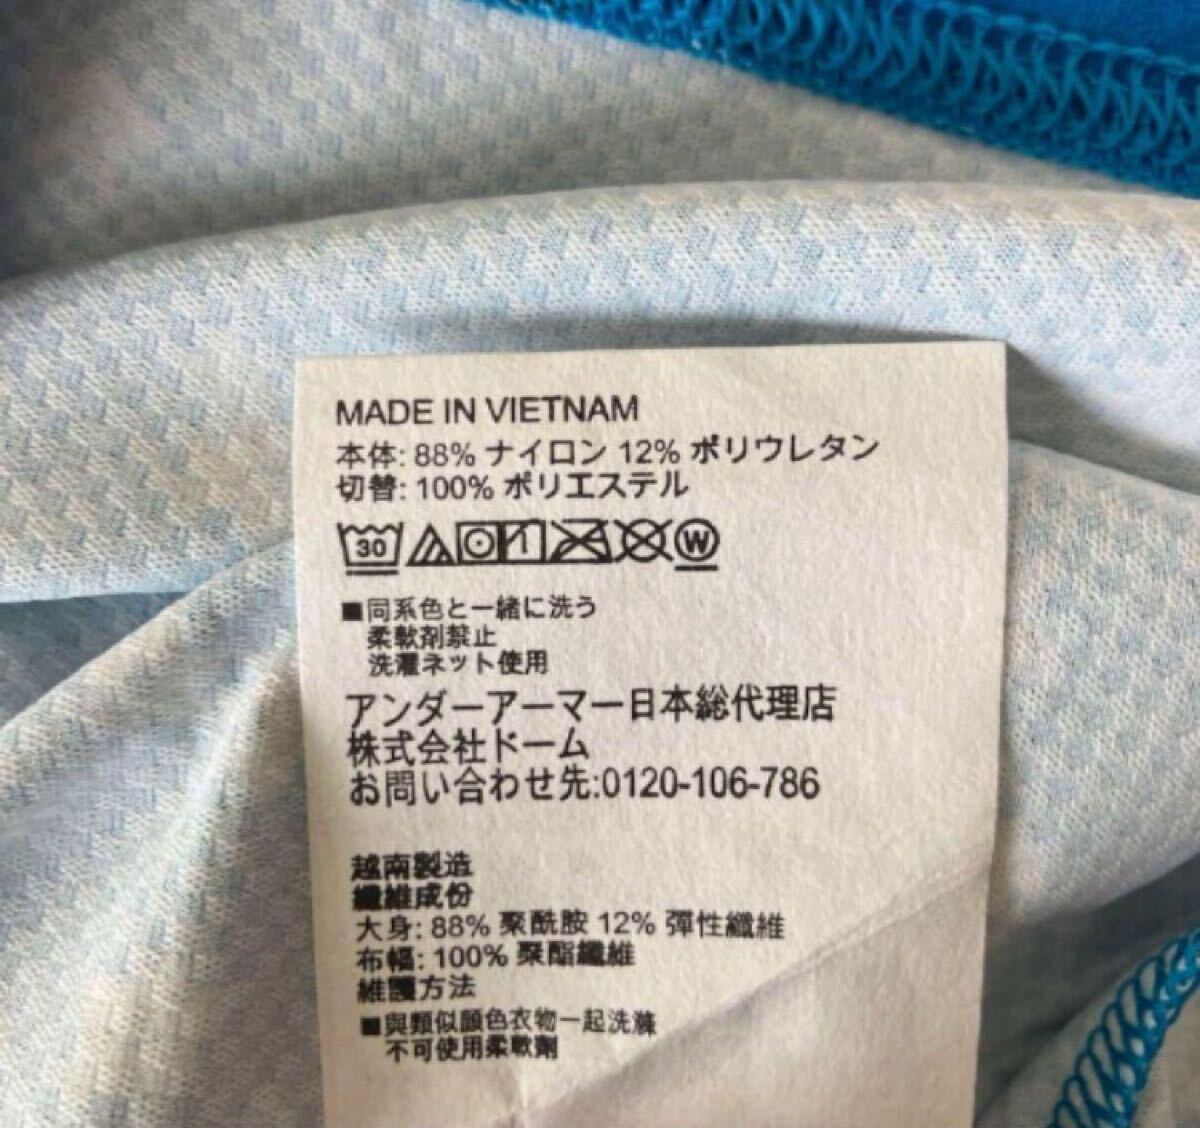 MADE IN VIETNAM
本体: 88% ナイロン 12% ポリウレタン
切替: 100% ポリエステル
30 W
■同系色と一緒に洗う
柔軟剤禁止
洗濯ネット使用
アンダーアーマー日本総代理店
株式会社ドーム
お問い合わせ先:0120-106-786
越南製造
纖維成份
大身: 88% 聚酰胺 12% 彈性纖維
布幅: 100% 聚酯纖維
維護方法
■與類似顏色衣物一起洗滌
不可使用柔軟劑